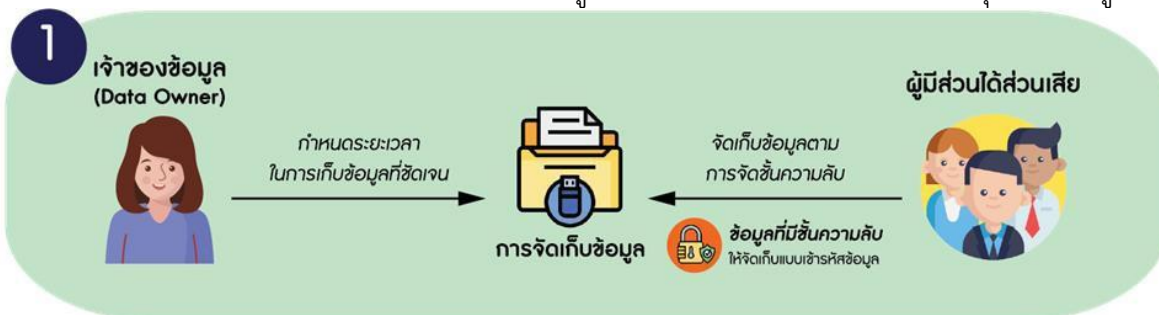 1
เจ้าของข้อมูล
(Data Owner)
กำหนดระยะเวลา
ในการเก็บข้อมูลที่ชัดเจน
การจัดเก็บข้อมูล
จัดเก็บข้อมูลตาม
การจัดชั้นความลับ
ข้อมูลที่มีชั้นความลับ
ให้จัดเก็บแบบเข้ารหัสข้อมูล
ผู้มีส่วนได้ส่วนเสีย